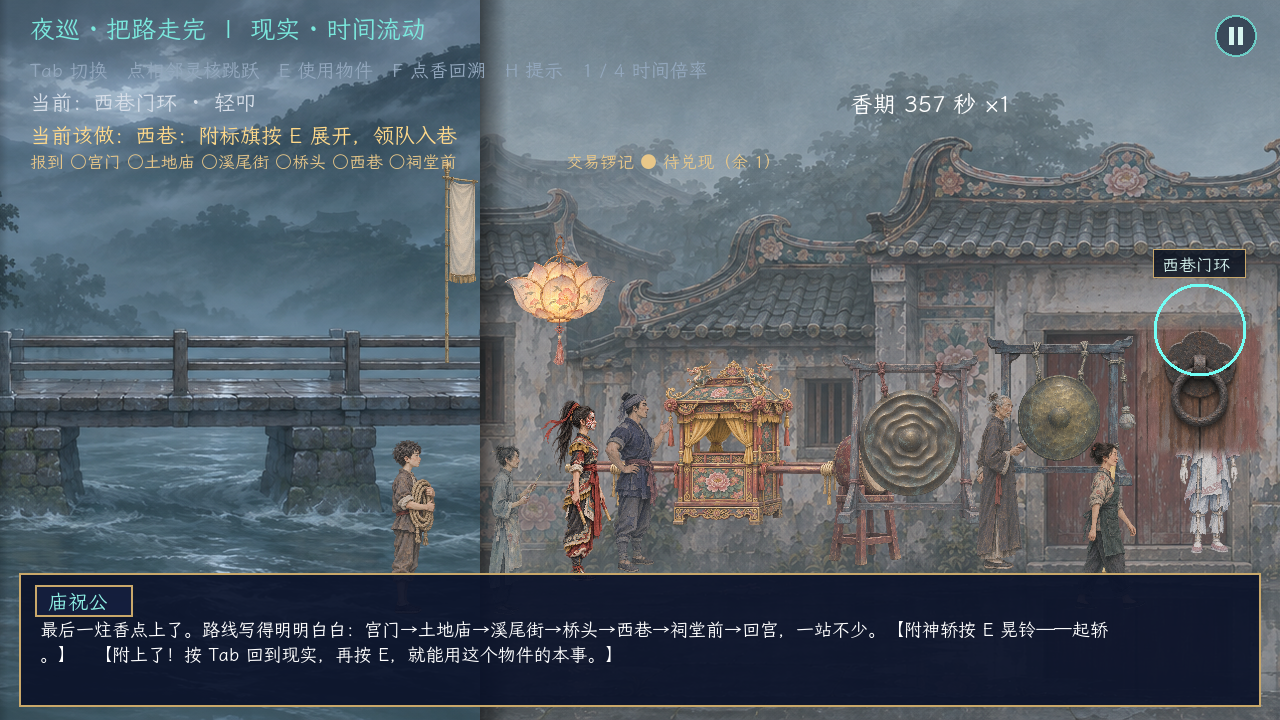 夜巡·把路走完 丨 现实·时间流动
Tab 切换 点相邻灵核跳跃 E 使用物件 F 点香回溯 H 提示 1 / 4 时间倍率
当前：西巷门环 · 轻叩
香期 357 秒 ×1
当前该做：西巷：附标旗按 E 展开，领队入巷
报到 ○宫门 ○土地庙 ○溪尾街 ○桥头 ○西巷 ○祠堂前
交易锣记 ● 待兑现（余 1）
西巷门环
庙祝公
最后一炷香点上了。路线写得明明白白：宫门→土地庙→溪尾街→桥头→西巷→祠堂前→回宫，一站不少。【附神轿按 E 晃铃——起轿
。】 【附上了！按 Tab 回到现实，再按 E，就能用这个物件的本事。】